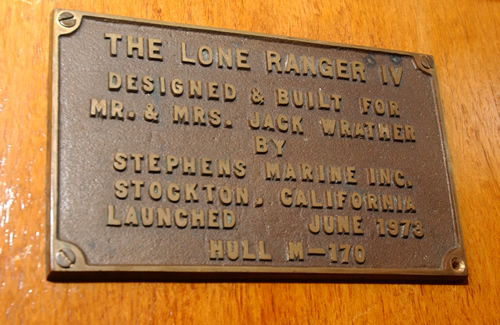 THE LONE RANGER IV
DESIGNED & BUILT FOR
MR. & MRS. JACK WRATHER
BY
STEPHENS MARINE INC.
STOCKTON, CALIFORNIA
LAUNCHED JUNE 1973
HULL M-170